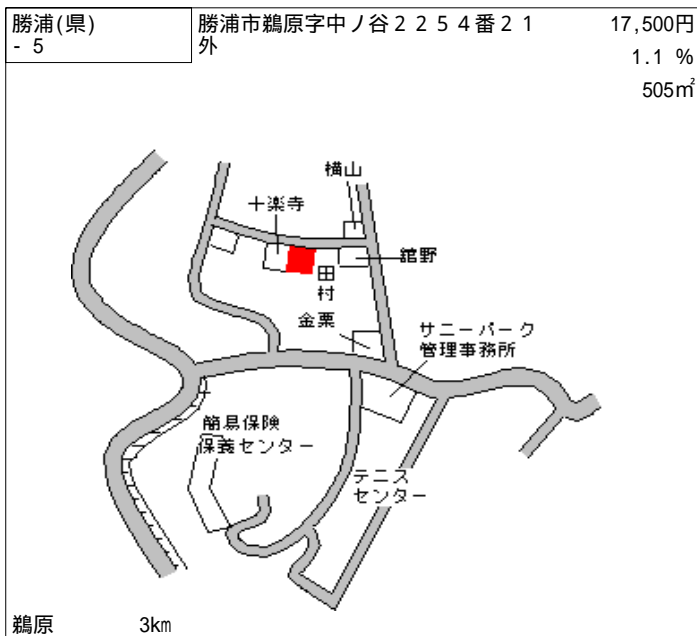 勝浦(県)
- 5
勝浦市鵜原字中ノ谷２２５４番２１
外
17,500円
1.1 %
505㎡
横山
十楽寺
舘野
田村
金栗
サニーパーク
管理事務所
簡易保険
保養センター
テニス
センター
鵜原 3km